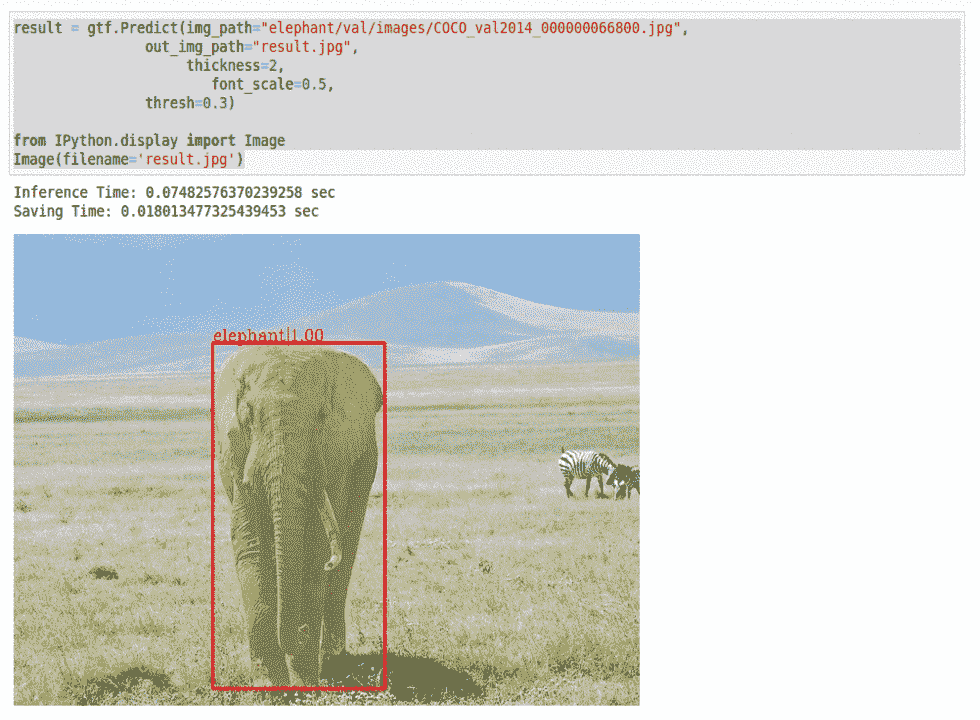 result = gtf.Predict(img_path="elephant/val/images/COCO_val2014_000000066800.jpg",
out_img_path="result.jpg",
thickness=2,
font_scale=0.5,
thresh=0.3)
from IPython.display import Image
Image(filename='result.jpg')
Inference Time: 0.07482576370239258 sec
Saving Time: 0.018013477325439453 sec
elephant|1.00